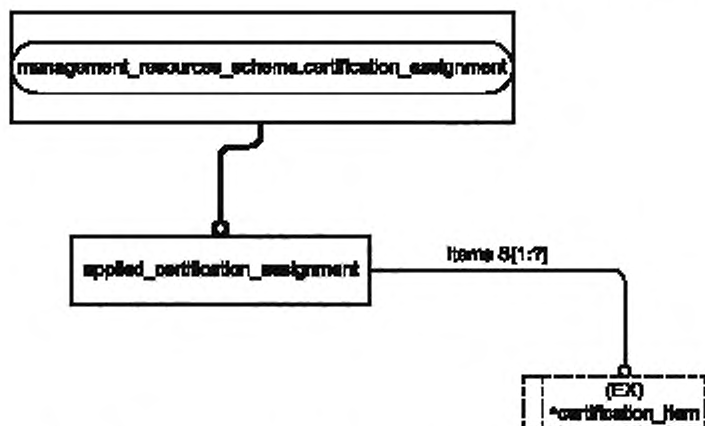 management_resources_schema.certification_assignment
applied_certification_assignment
items S[1:?]
(EX)
*certification_item